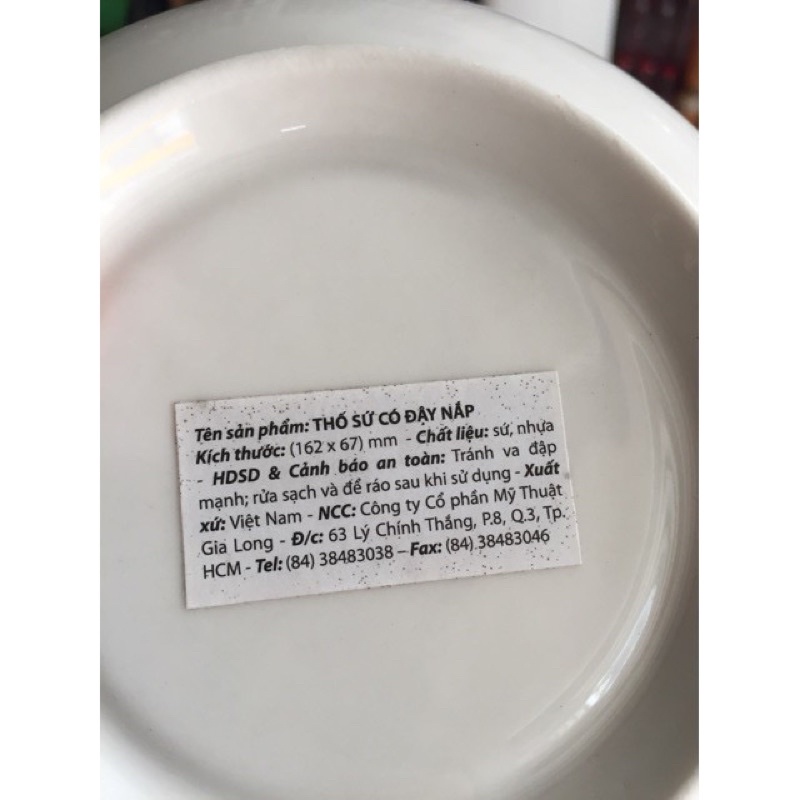 Tên sản phẩm: THỐ SỨ CÓ ĐẬY NẮP
Kích thước: (162 x 67) mm - Chất liệu: sứ, nhựa
- HDSD & Cảnh báo an toàn: Tránh va đập
mạnh; rửa sạch và để ráo sau khi sử dụng - Xuất
xứ: Việt Nam - NCC: Công ty Cổ phần Mỹ Thuật
Gia Long - Đ/c: 63 Lý Chính Thắng, P.8, Q.3, Tp.
HCM - Tel: (84) 38483038 – Fax: (84) 38483046